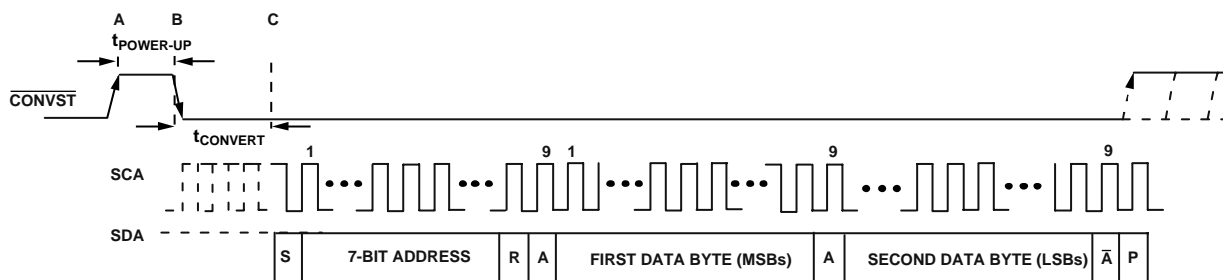 A B C
tPOWER-UP
CONVST
tCONVERT
1 9 1 9 9
SCA
SDA
S 7-BIT ADDRESS R A FIRST DATA BYTE (MSBs) A SECOND DATA BYTE (LSBs) A̅ P